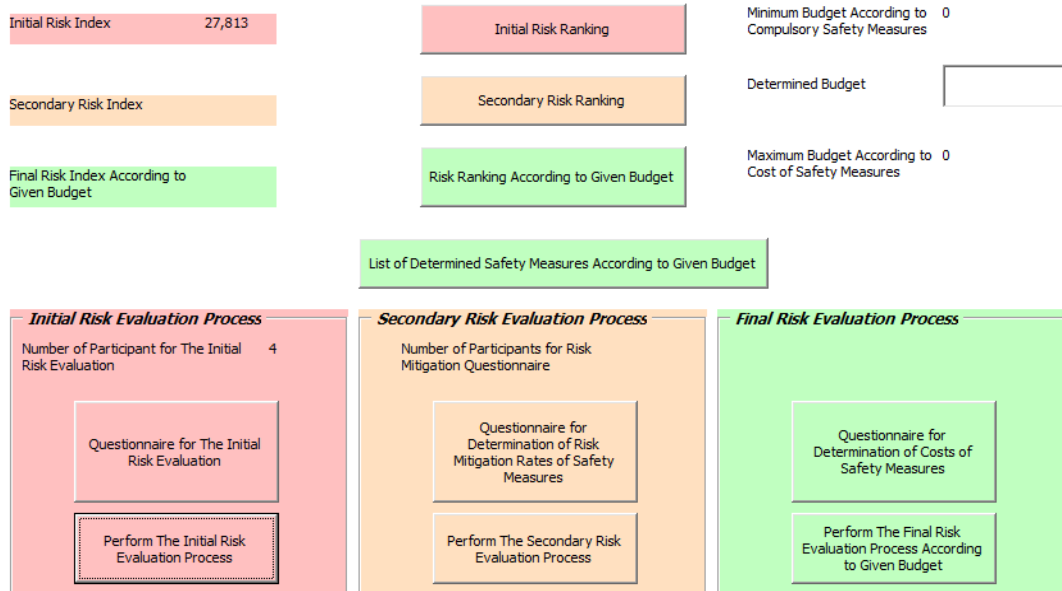 Initial Risk Index 27,813
Initial Risk Ranking
Minimum Budget According to 0
Compulsory Safety Measures
Secondary Risk Index
Secondary Risk Ranking
Determined Budget
Final Risk Index According to
Given Budget
Risk Ranking According to Given Budget
Maximum Budget According to 0
Cost of Safety Measures
List of Determined Safety Measures According to Given Budget
Initial Risk Evaluation Process
Number of Participant for The Initial 4
Risk Evaluation
Questionnaire for The Initial
Risk Evaluation
Perform The Initial Risk
Evaluation Process
Secondary Risk Evaluation Process
Number of Participants for Risk
Mitigation Questionnaire
Questionnaire for
Determination of Risk
Mitigation Rates of Safety
Measures
Perform The Secondary Risk
Evaluation Process
Final Risk Evaluation Process
Questionnaire for
Determination of Costs of
Safety Measures
Perform The Final Risk
Evaluation Process According
to Given Budget